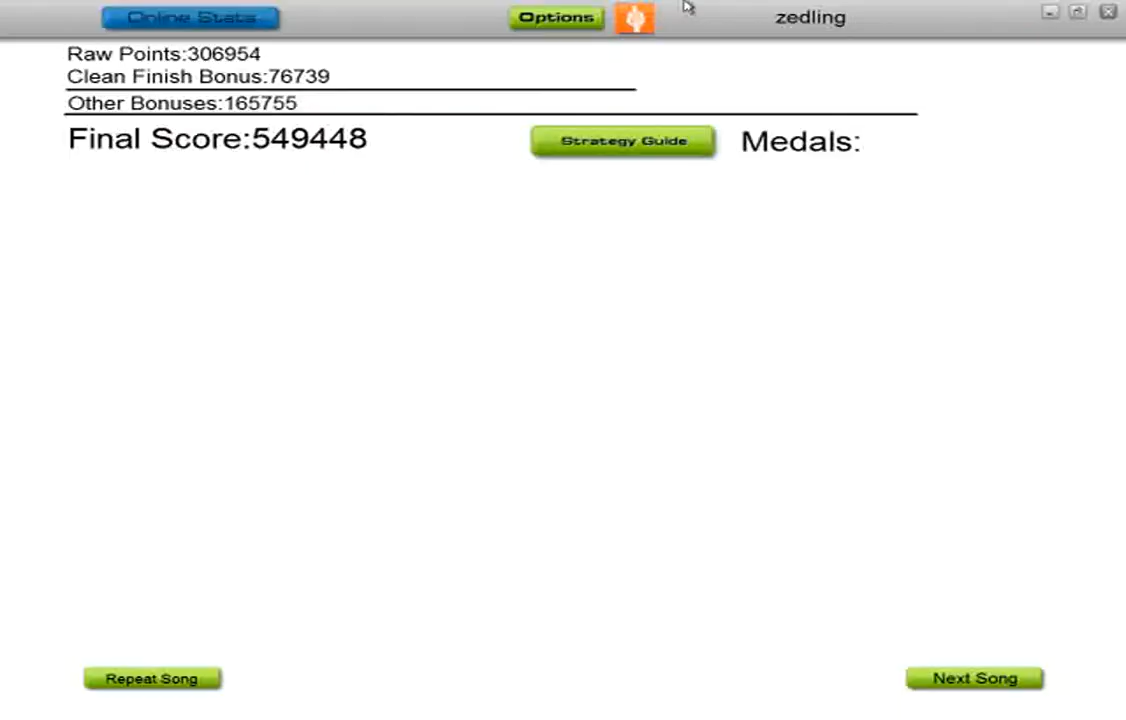 Online Stats
Options
zedling
Raw Points:306954
Clean Finish Bonus:76739
Other Bonuses:165755
Final Score:549448
Strategy Guide
Medals:
Repeat Song
Next Song